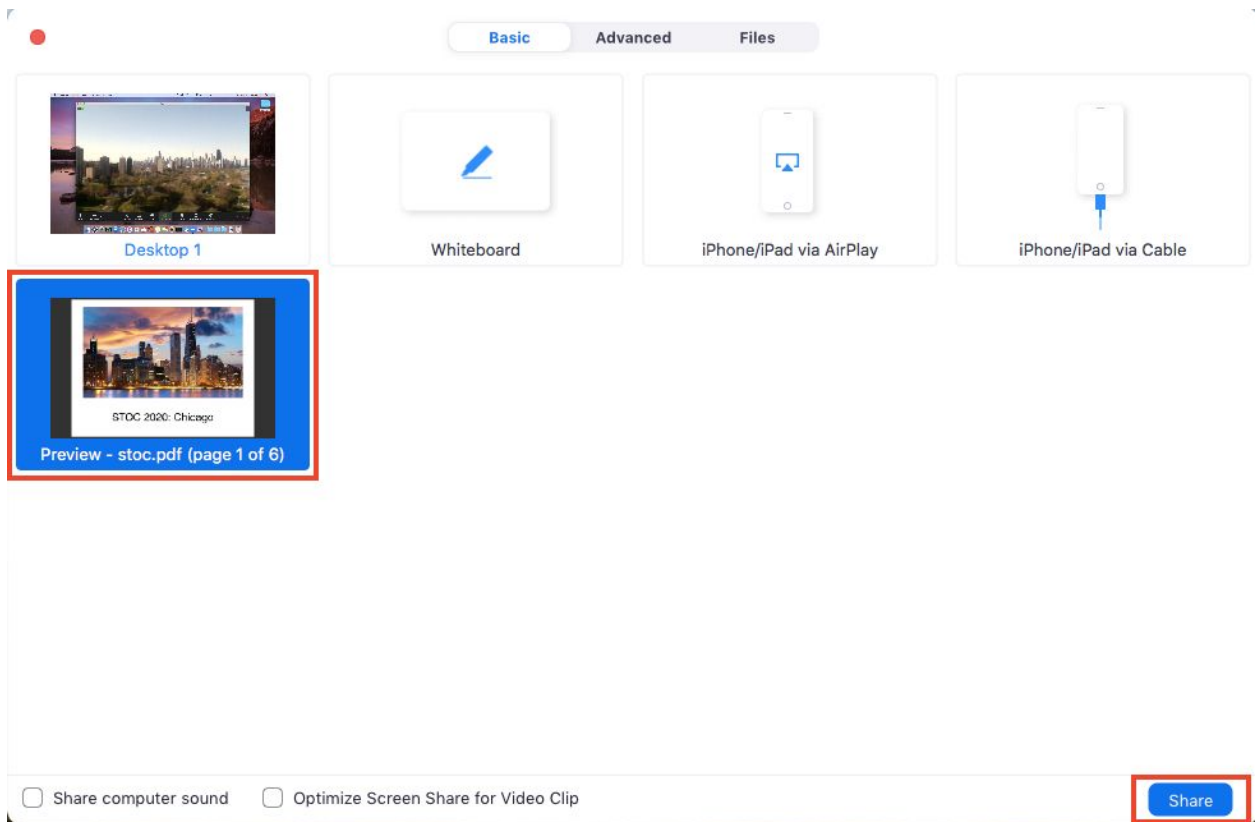 Basic
Advanced
Files
Desktop 1
Whiteboard
iPhone/iPad via AirPlay
iPhone/iPad via Cable
STOC 2020: Chicago
Preview - stoc.pdf (page 1 of 6)
Share computer sound
Optimize Screen Share for Video Clip
Share